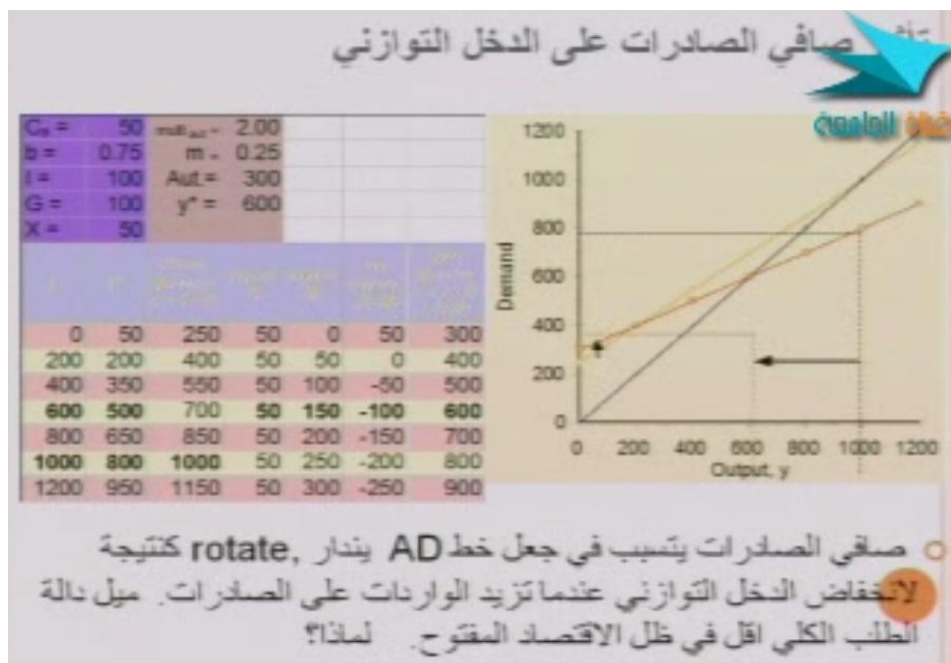 صافي الصادرات على الدخل التوازني
50 2.00
b = 0.75 m = 0.25
I = 100 Aut.= 300
G = 100 y* = 600
X = 50
0 50 250 50 0 50 300
200 200 400 50 50 0 400
400 350 550 50 100 -50 500
600 500 700 50 150 -100 600
800 650 850 50 200 -150 700
1000 800 1000 50 250 -200 800
1200 950 1150 50 300 -250 900
1200
1000
800
600
400
200
0
Demand
0 200 400 600 800 1000 1200
Output, y
صافي الصادرات يتسبب في جعل خط AD يندار ,rotate كنتيجة
لانخفاض الدخل التوازني عندما تزيد الواردات على الصادرات. ميل دالة
الطلب الكلي اقل في ظل الاقتصاد المفتوح. لماذا؟